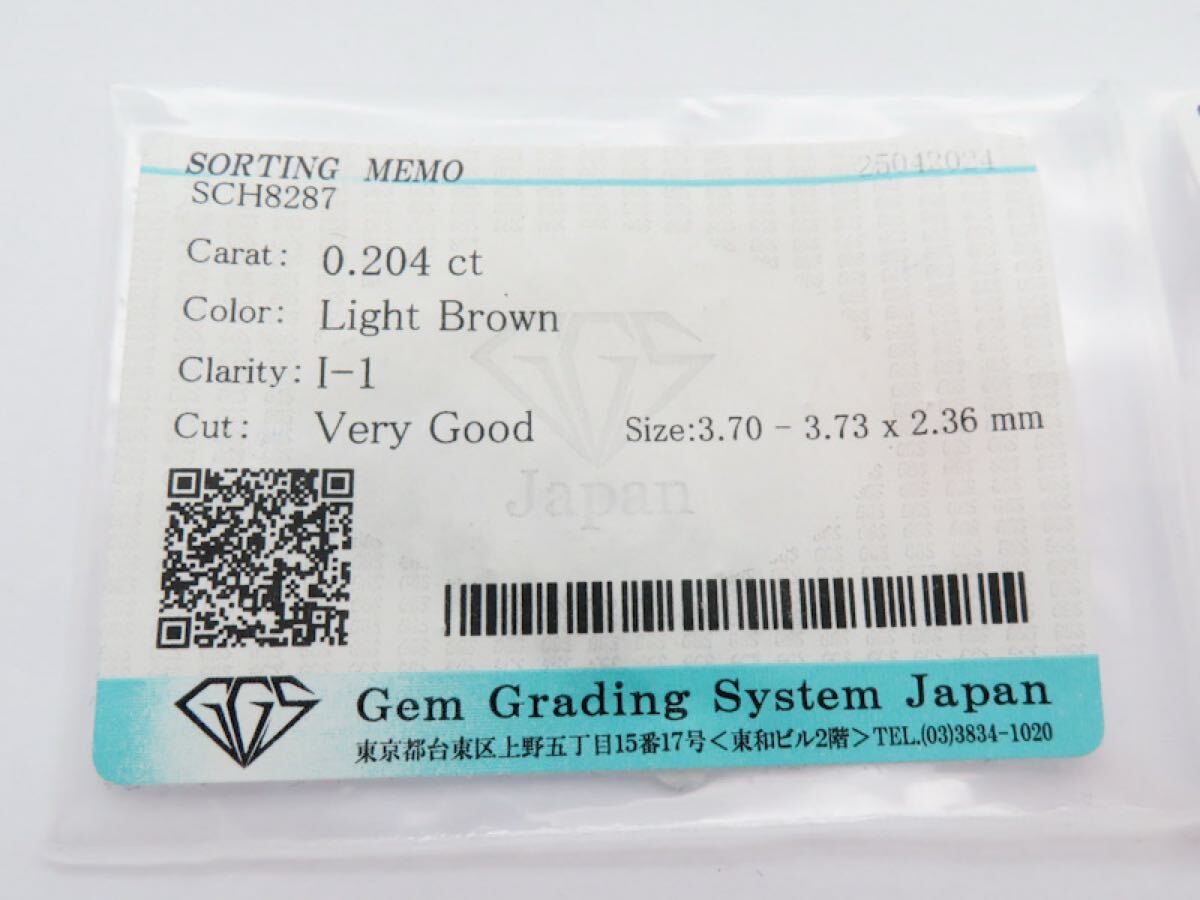 SORTING MEMO 25042024
SCH8287
Carat: 0.204 ct
Color: Light Brown
Clarity: I-1
Cut: Very Good Size:3.70 - 3.73 x 2.36 mm
GGS
Japan
GGS Gem Grading System Japan
東京都台東区上野五丁目15番17号<東和ビル2階>TEL.(03)3834-1020